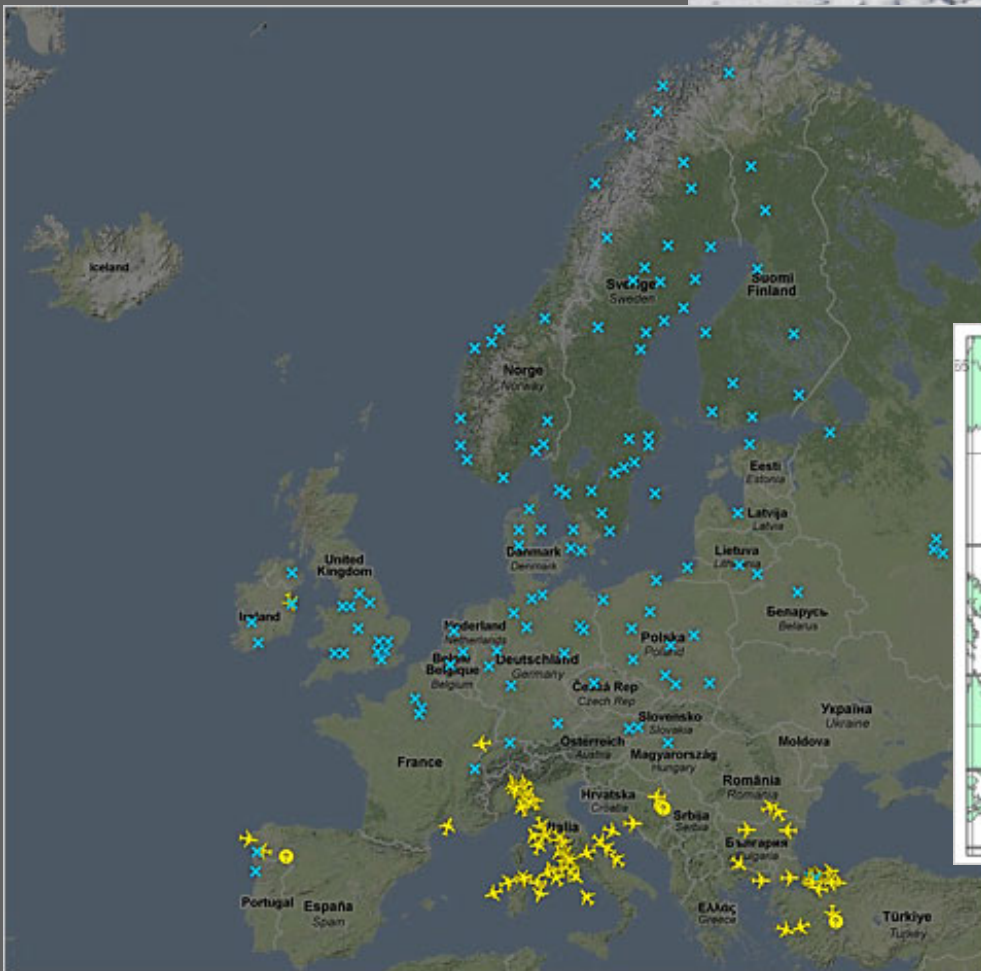 Iceland
Sverige
Sweden
Suomi
Finland
Norge
Norway
Eesti
Estonia
Latvija
Latvia
Danmark
Denmark
Lietuva
Lithuania
United
Kingdom
Ireland
Беларусь
Belarus
Nederland
Netherlands
Polska
Poland
België
Belgique
Belgium
Deutschland
Germany
Česká Rep
Czech Rep
Україна
Ukraine
Slovensko
Slovakia
Österreich
Austria
Moldova
Magyarország
Hungary
France
România
Romania
Hrvatska
Croatia
Srbija
Serbia
Italia
България
Bulgaria
Portugal
España
Spain
Ελλάς
Greece
Türkiye
Turkey